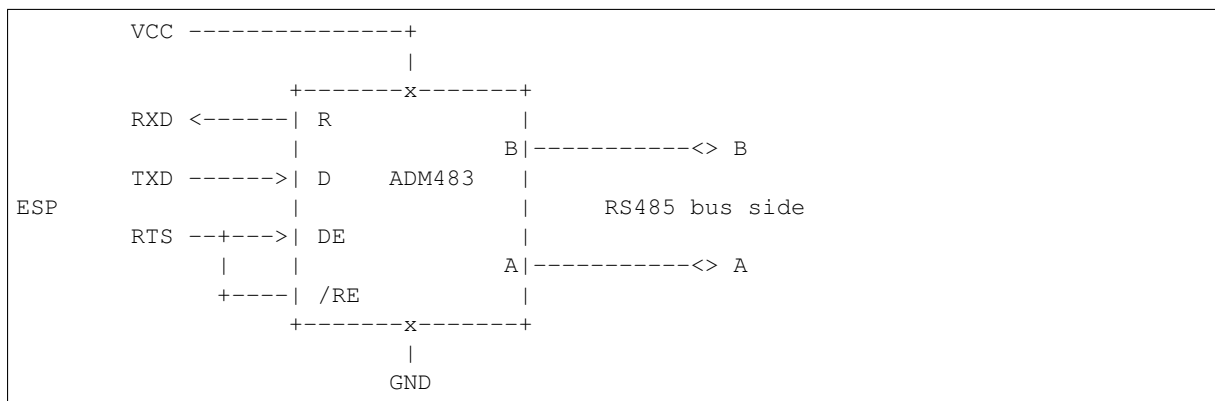 VCC ---------------+
|
+-------x-------+
RXD <------| R |
| B|-----------<> B
TXD ------>| D ADM483 |
ESP | | RS485 bus side
RTS --+--->| DE |
| | A|-----------<> A
+----| /RE |
+-------x-------+
|
GND